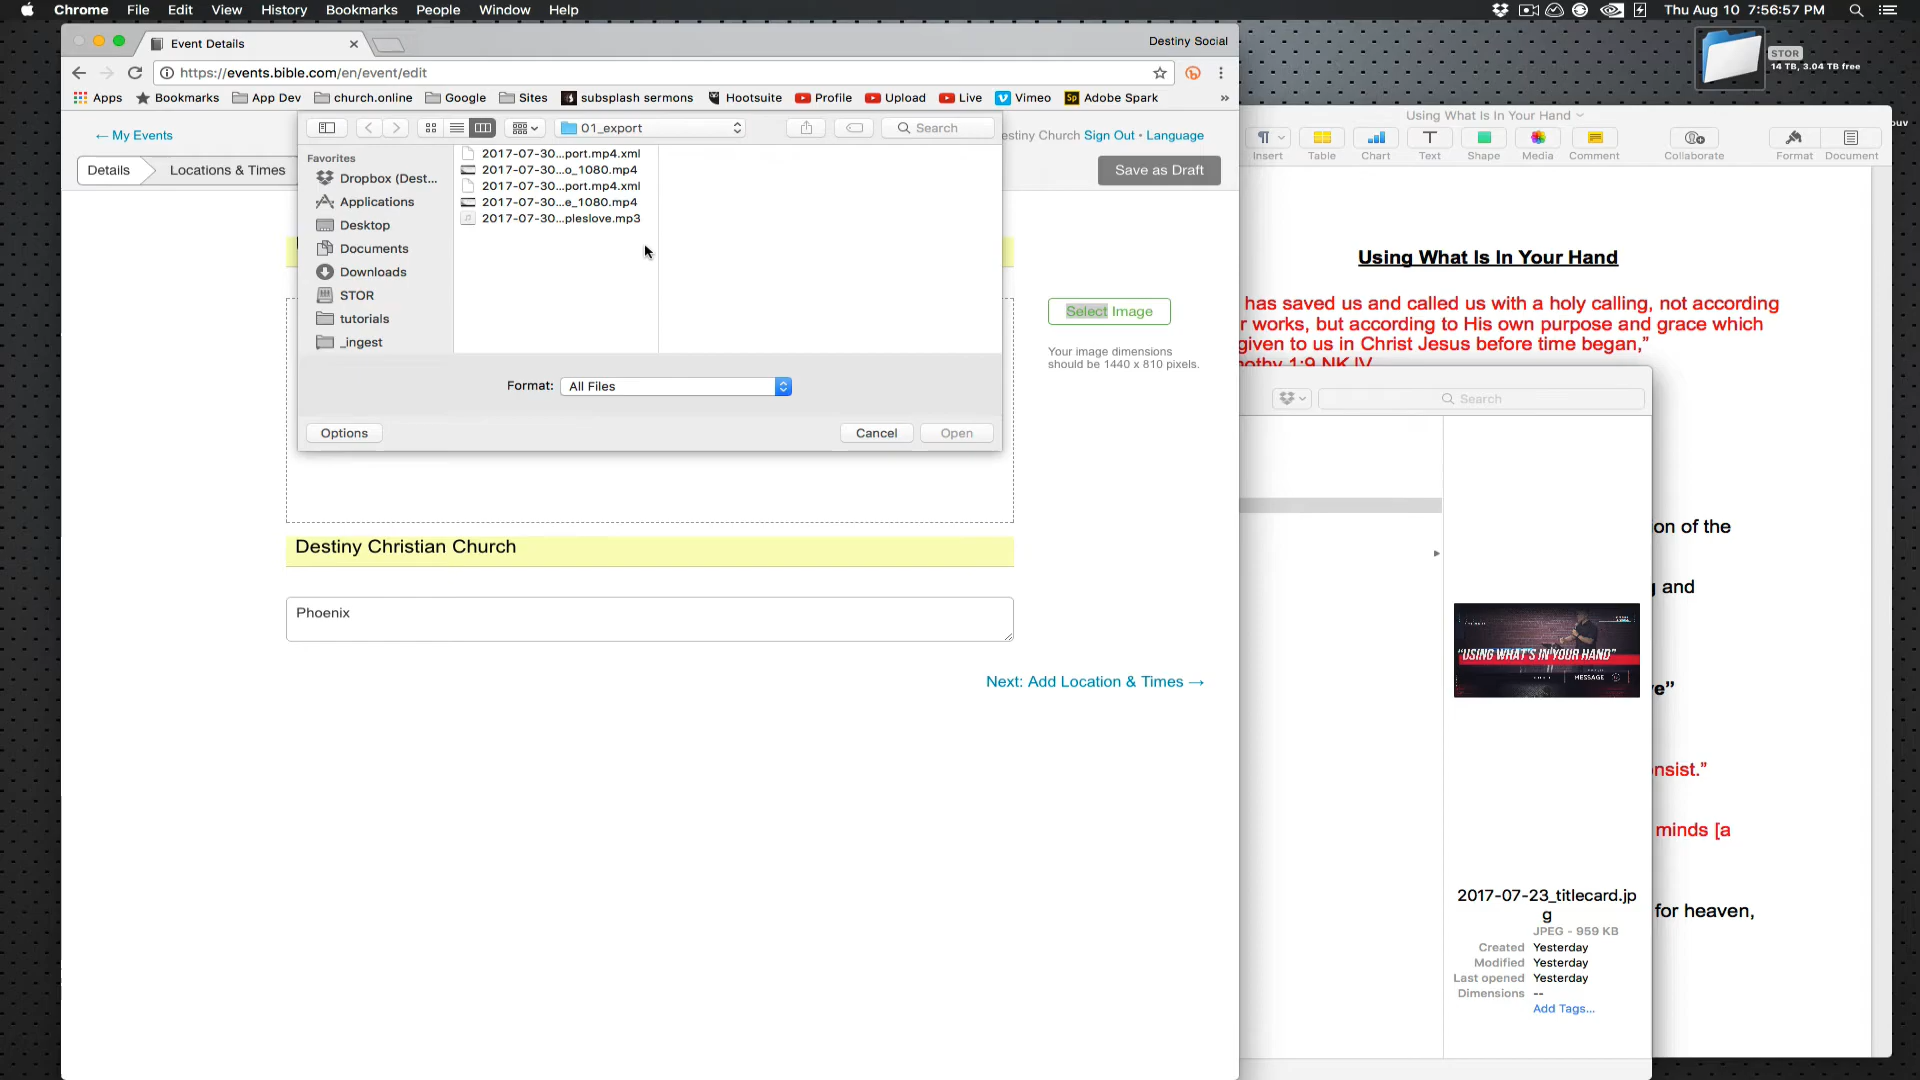 Chrome File Edit View History Bookmarks People Window Help
Thu Aug 10 7:56:57 PM
Event Details
Destiny Social
https://events.bible.com/en/event/edit
Apps Bookmarks App Dev church.online Google Sites subsplash sermons Hootsuite Profile Upload Live Vimeo Adobe Spark »
STOR
14 TB, 3.04 TB free
← My Events
estiny Church Sign Out • Language
Details Locations & Times
Save as Draft
01_export
Search
Favorites
Dropbox (Dest...
Applications
Desktop
Documents
Downloads
STOR
tutorials
_ingest
2017-07-30...port.mp4.xml
2017-07-30...o_1080.mp4
2017-07-30...port.mp4.xml
2017-07-30...e_1080.mp4
2017-07-30...pleslove.mp3
Format: All Files
Options Cancel Open
Select Image
Your image dimensions
should be 1440 x 810 pixels.
Destiny Christian Church
Phoenix
Next: Add Location & Times →
Using What Is In Your Hand
ouv
Insert Table Chart Text Shape Media Comment Collaborate Format Document
Using What Is In Your Hand
has saved us and called us with a holy calling, not according
r works, but according to His own purpose and grace which
given to us in Christ Jesus before time began,”
mothy 1:9 NKJV
Search
on of the
g and
ve”
onsist.”
minds [a
for heaven,
"USING WHAT'S IN YOUR HAND"
MESSAGE
2017-07-23_titlecard.jp
g
JPEG - 959 KB
Created Yesterday
Modified Yesterday
Last opened Yesterday
Dimensions --
Add Tags...